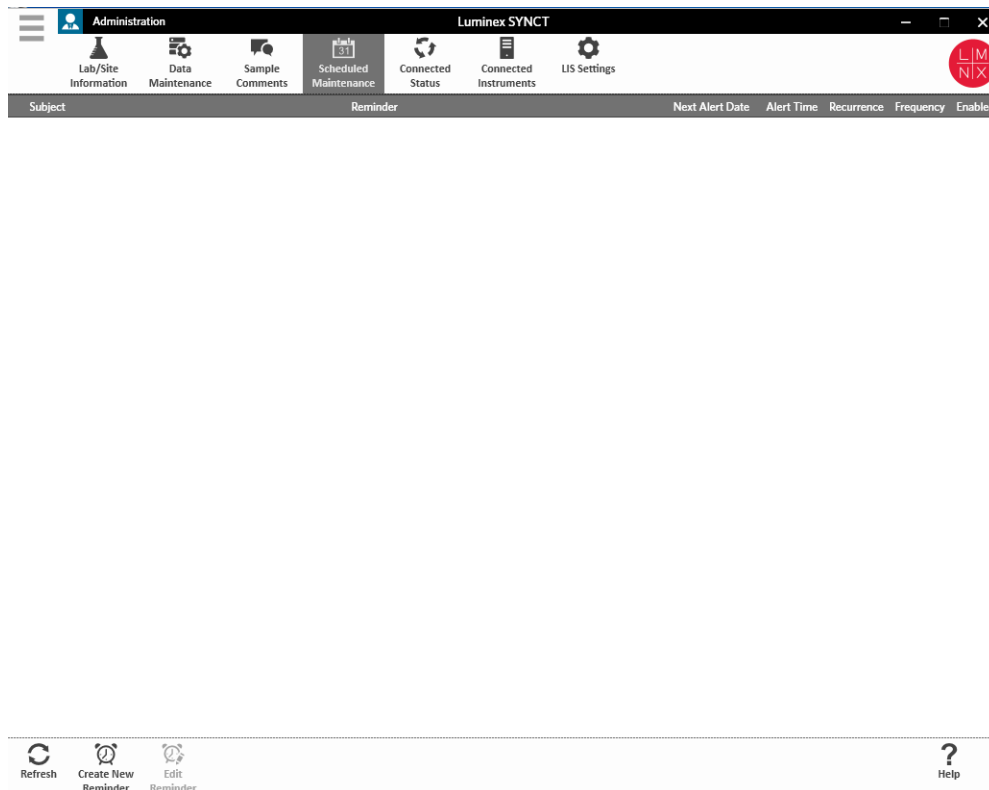 Administration
Luminex SYNCT
Lab/Site
Information
Data
Maintenance
Sample
Comments
31
Scheduled
Maintenance
Connected
Status
Connected
Instruments
LIS Settings
L M
N X
Subject Reminder Next Alert Date Alert Time Recurrence Frequency Enable
Refresh
Create New
Reminder
Edit
Reminder
?
Help